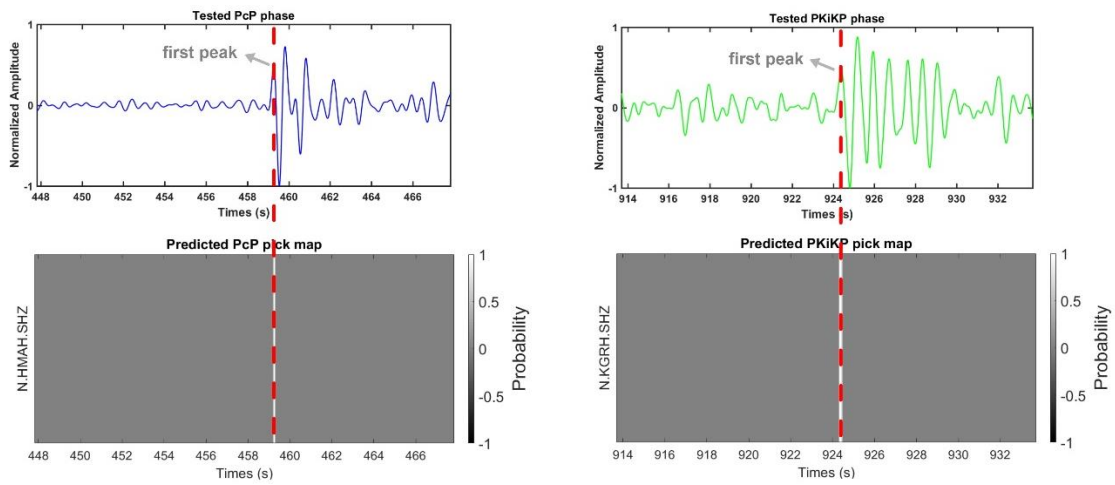 Tested PcP phase
1
0
-1
Normalized Amplitude
first peak
448 450 452 454 456 458 460 462 464 466
Times (s)
Tested PKiKP phase
1
0
-1
Normalized Amplitude
first peak
914 916 918 920 922 924 926 928 930 932
Times (s)
Predicted PcP pick map
N.HMAH.SHZ
448 450 452 454 456 458 460 462 464 466
Times (s)
1
0.5
0
-0.5
-1
Probability
Predicted PKiKP pick map
N.KGRH.SHZ
914 916 918 920 922 924 926 928 930 932
Times (s)
1
0.5
0
-0.5
-1
Probability